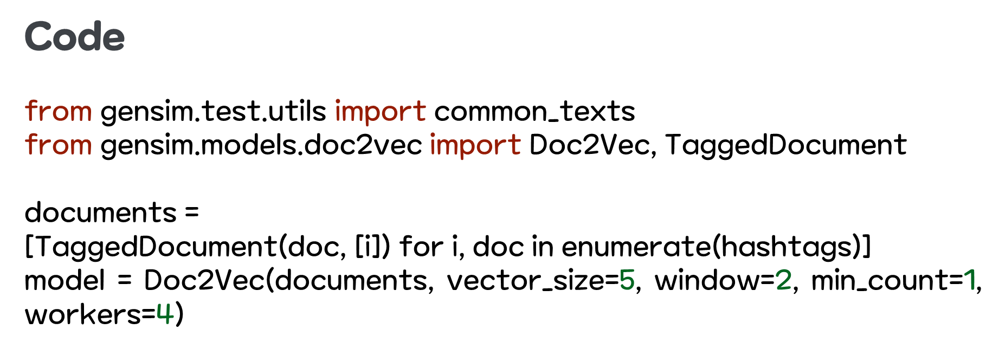 Code
from gensim.test.utils import common_texts
from gensim.models.doc2vec import Doc2Vec, TaggedDocument
documents =
[TaggedDocument(doc, [i]) for i, doc in enumerate(hashtags)]
model = Doc2Vec(documents, vector_size=5, window=2, min_count=1,
workers=4)